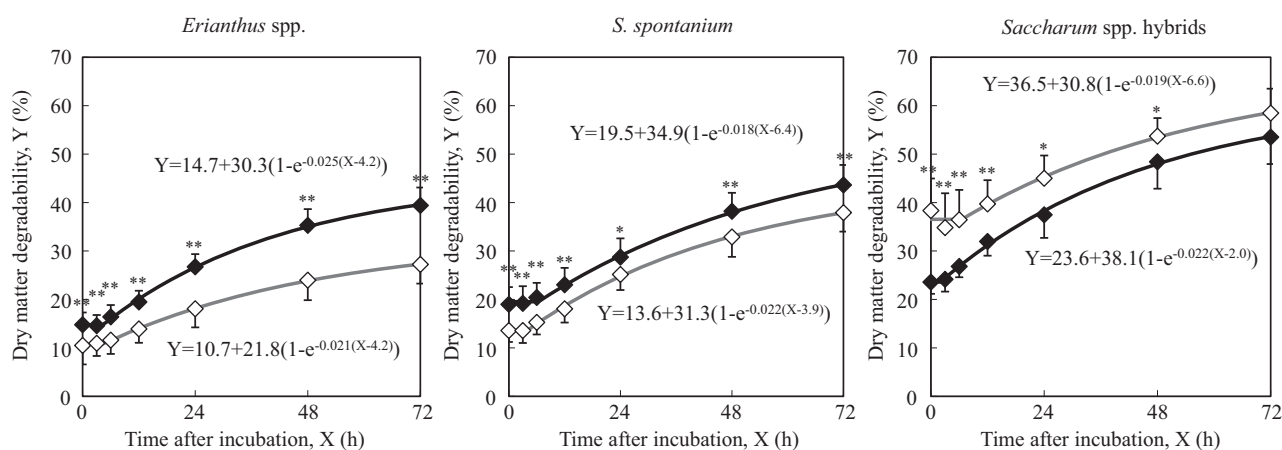 Erianthus spp.
70
60
50
40
30
20
10
0
Dry matter degradability, Y (%)
Y=14.7+30.3(1-e-0.025(X-4.2))
** ** ** ** ** ** **
Y=10.7+21.8(1-e-0.021(X-4.2))
0 24 48 72
Time after incubation, X (h)
S. spontanium
70
60
50
40
30
20
10
0
Dry matter degradability, Y (%)
Y=19.5+34.9(1-e-0.018(X-6.4))
** ** ** ** * ** **
Y=13.6+31.3(1-e-0.022(X-3.9))
0 24 48 72
Time after incubation, X (h)
Saccharum spp. hybrids
70
60
50
40
30
20
10
0
Dry matter degradability, Y (%)
Y=36.5+30.8(1-e-0.019(X-6.6))
** ** ** ** * *
Y=23.6+38.1(1-e-0.022(X-2.0))
0 24 48 72
Time after incubation, X (h)